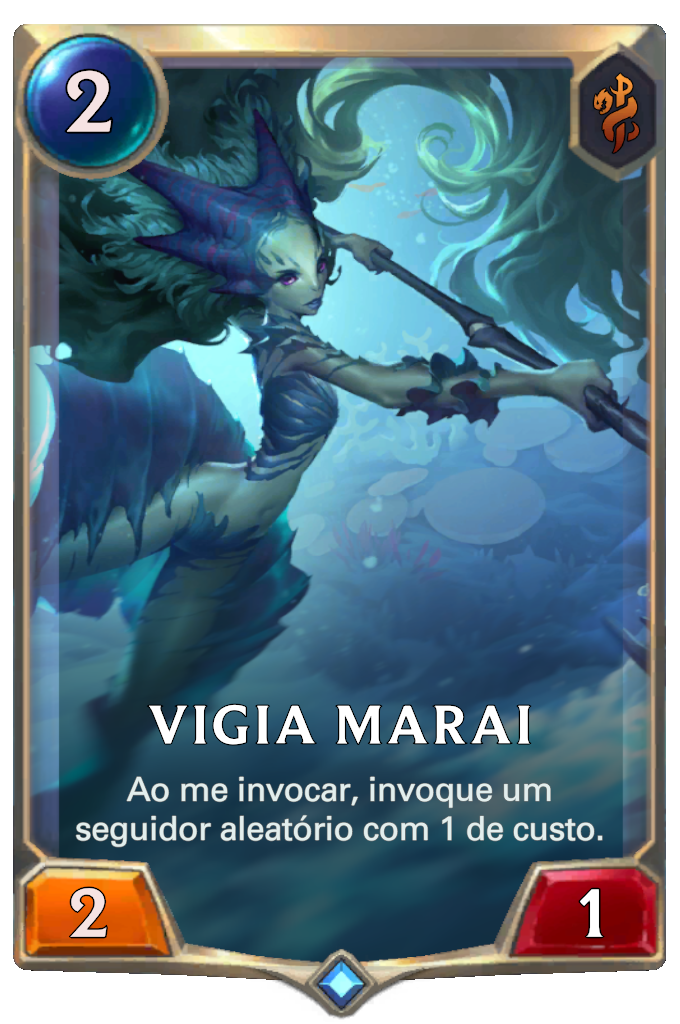 2
VIGIA MARAI
Ao me invocar, invoque um
seguidor aleatório com 1 de custo.
2
1